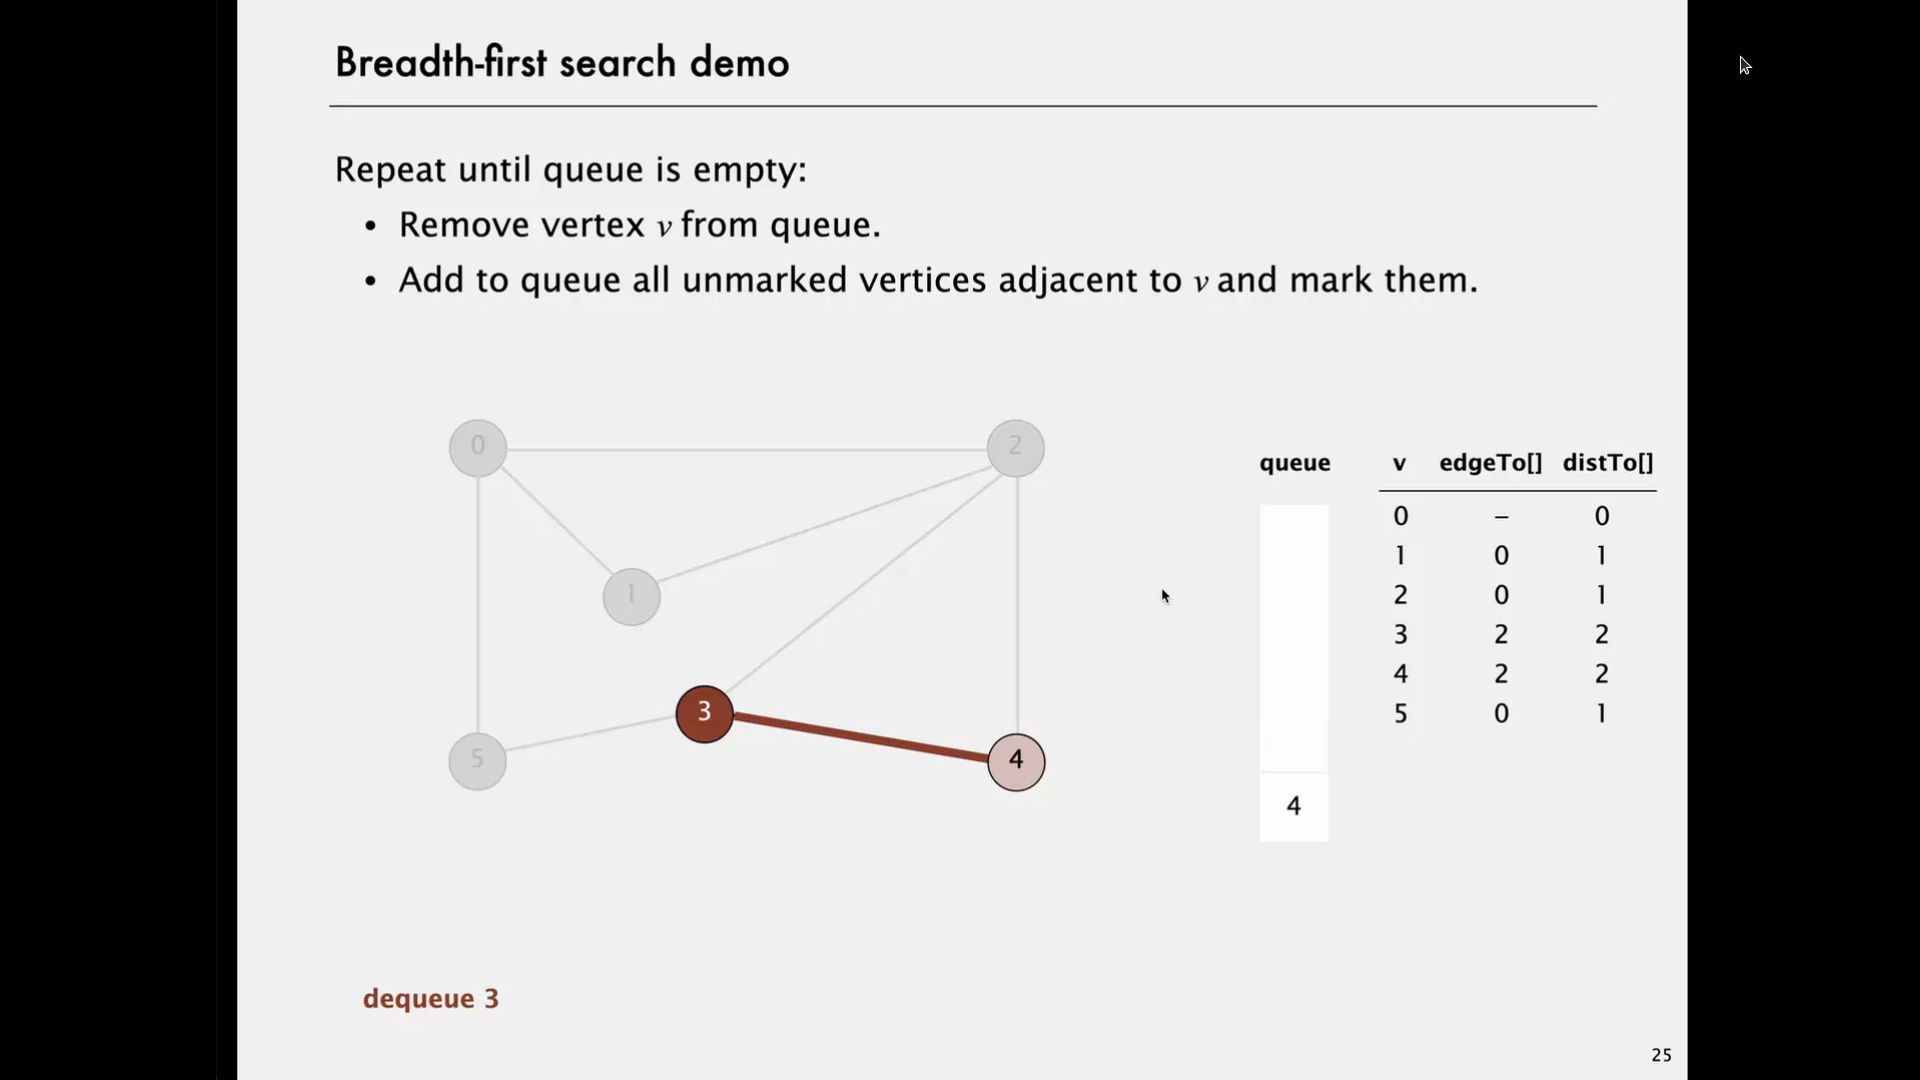 Breadth-first search demo
Repeat until queue is empty:
• Remove vertex v from queue.
• Add to queue all unmarked vertices adjacent to v and mark them.
0
2
1
3
5
4
queue
4
v edgeTo[] distTo[]
0 – 0
1 0 1
2 0 1
3 2 2
4 2 2
5 0 1
dequeue 3
25